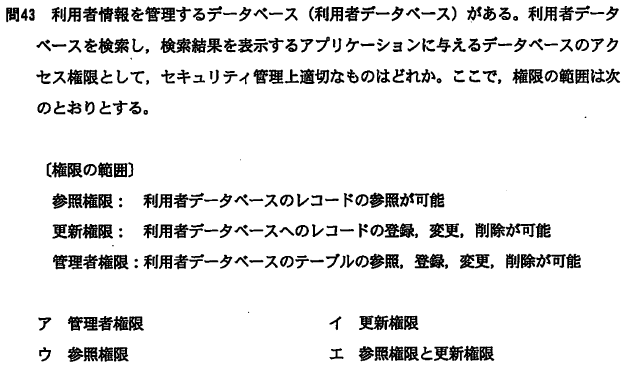 問43 利用者情報を管理するデータベース（利用者データベース）がある。利用者データ
ベースを検索し，検索結果を表示するアプリケーションに与えるデータベースのアク
セス権限として，セキュリティ管理上適切なものはどれか。ここで，権限の範囲は次
のとおりとする。
〔権限の範囲〕
参照権限： 利用者データベースのレコードの参照が可能
更新権限： 利用者データベースへのレコードの登録，変更，削除が可能
管理者権限：利用者データベースのテーブルの参照，登録，変更，削除が可能
ア 管理者権限 イ 更新権限
ウ 参照権限 エ 参照権限と更新権限